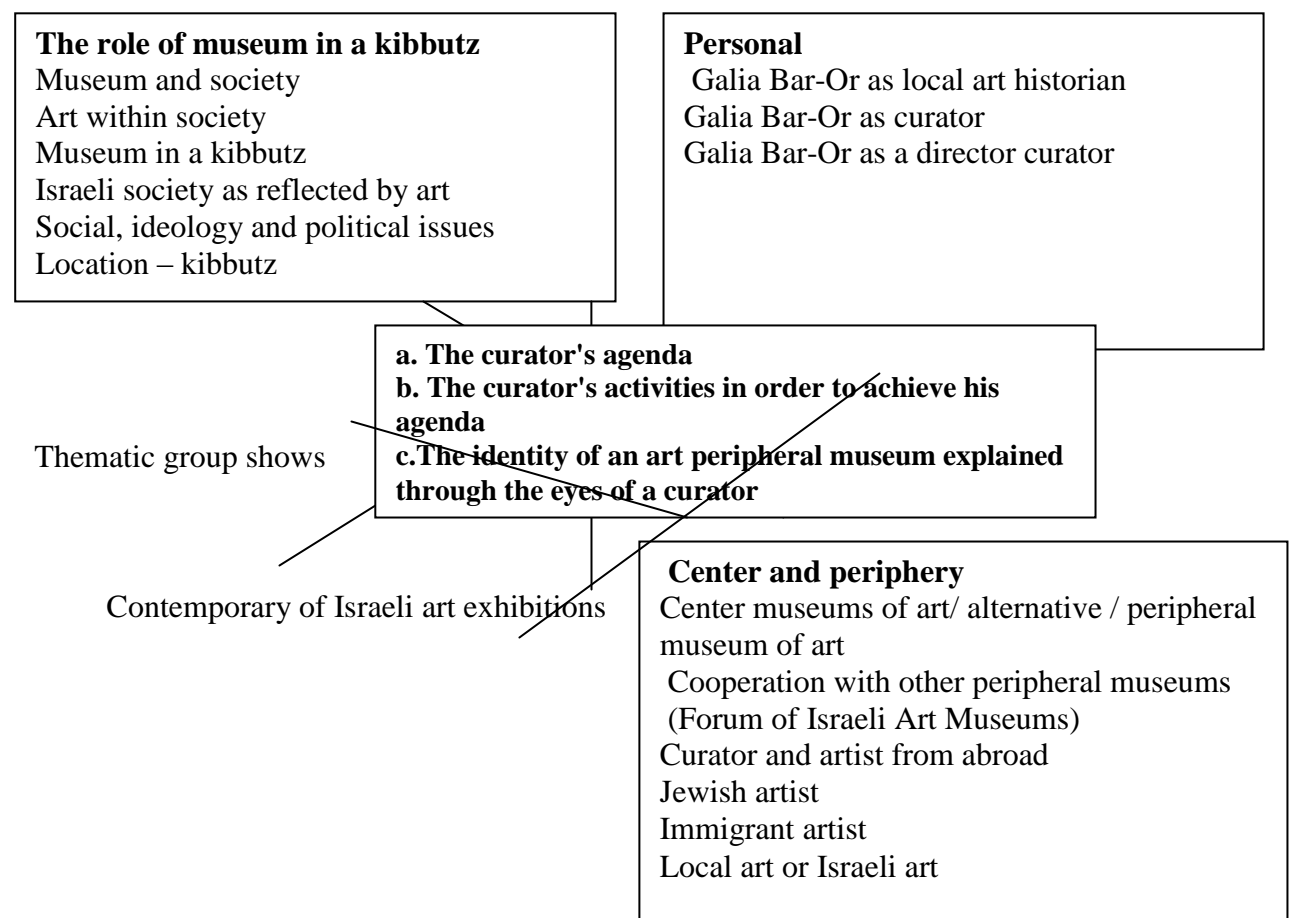 The role of museum in a kibbutz
Museum and society
Art within society
Museum in a kibbutz
Israeli society as reflected by art
Social, ideology and political issues
Location – kibbutz
Personal
Galia Bar-Or as local art historian
Galia Bar-Or as curator
Galia Bar-Or as a director curator
a. The curator's agenda
b. The curator's activities in order to achieve his
agenda
c.The identity of an art peripheral museum explained
through the eyes of a curator
Thematic group shows
Contemporary of Israeli art exhibitions
Center and periphery
Center museums of art/ alternative / peripheral
museum of art
Cooperation with other peripheral museums
(Forum of Israeli Art Museums)
Curator and artist from abroad
Jewish artist
Immigrant artist
Local art or Israeli art